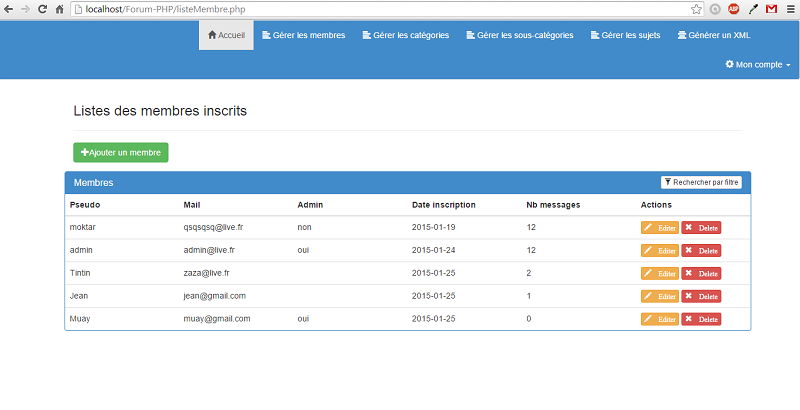 localhost/Forum-PHP/listeMembre.php
ABP
Accueil Gérer les membres Gérer les catégories Gérer les sous-catégories Gérer les sujets Générer un XML
Mon compte
Listes des membres inscrits
Ajouter un membre
Membres Rechercher par filtre
Pseudo Mail Admin Date inscription Nb messages Actions
moktar qsqsqsq@live.fr non 2015-01-19 12 Editer Delete
admin admin@live.fr oui 2015-01-24 12 Editer Delete
Tintin zaza@live.fr 2015-01-25 2 Editer Delete
Jean jean@gmail.com 2015-01-25 1 Editer Delete
Muay muay@gmail.com oui 2015-01-25 0 Editer Delete